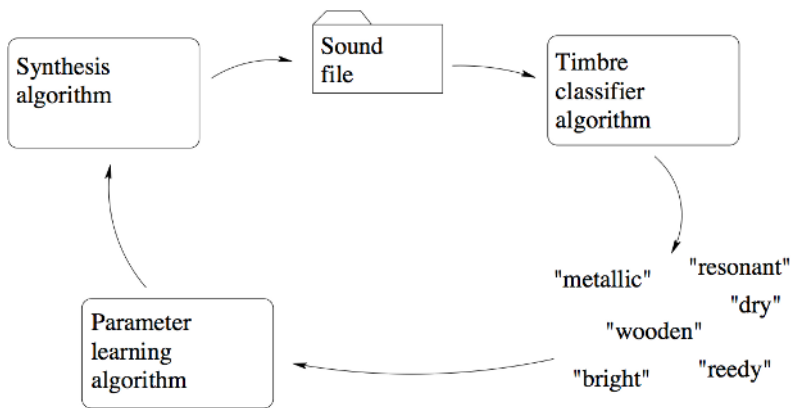 Synthesis
algorithm
Sound
file
Timbre
classifier
algorithm
"metallic"
"resonant"
"dry"
"wooden"
"bright"
"reedy"
Parameter
learning
algorithm